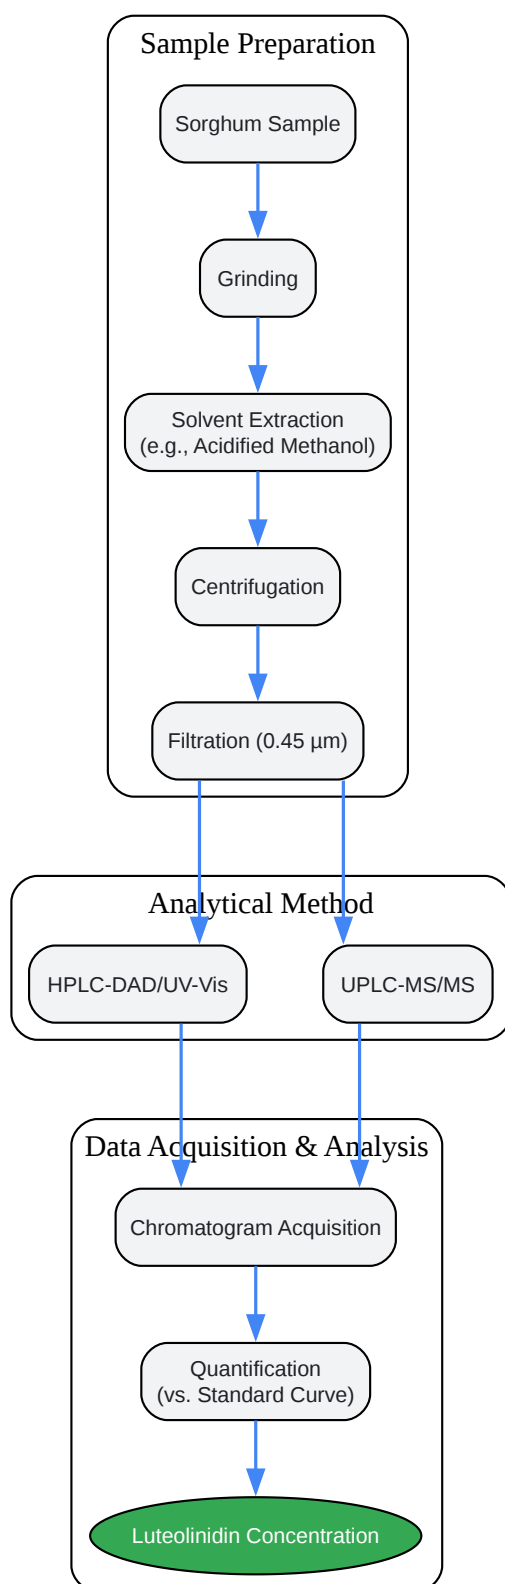 Sample Preparation
Sorghum Sample
Grinding
Solvent Extraction
(e.g., Acidified Methanol)
Centrifugation
Filtration (0.45 µm)
Analytical Method
HPLC-DAD/UV-Vis
UPLC-MS/MS
Data Acquisition & Analysis
Chromatogram Acquisition
Quantification
(vs. Standard Curve)
Luteolinidin Concentration